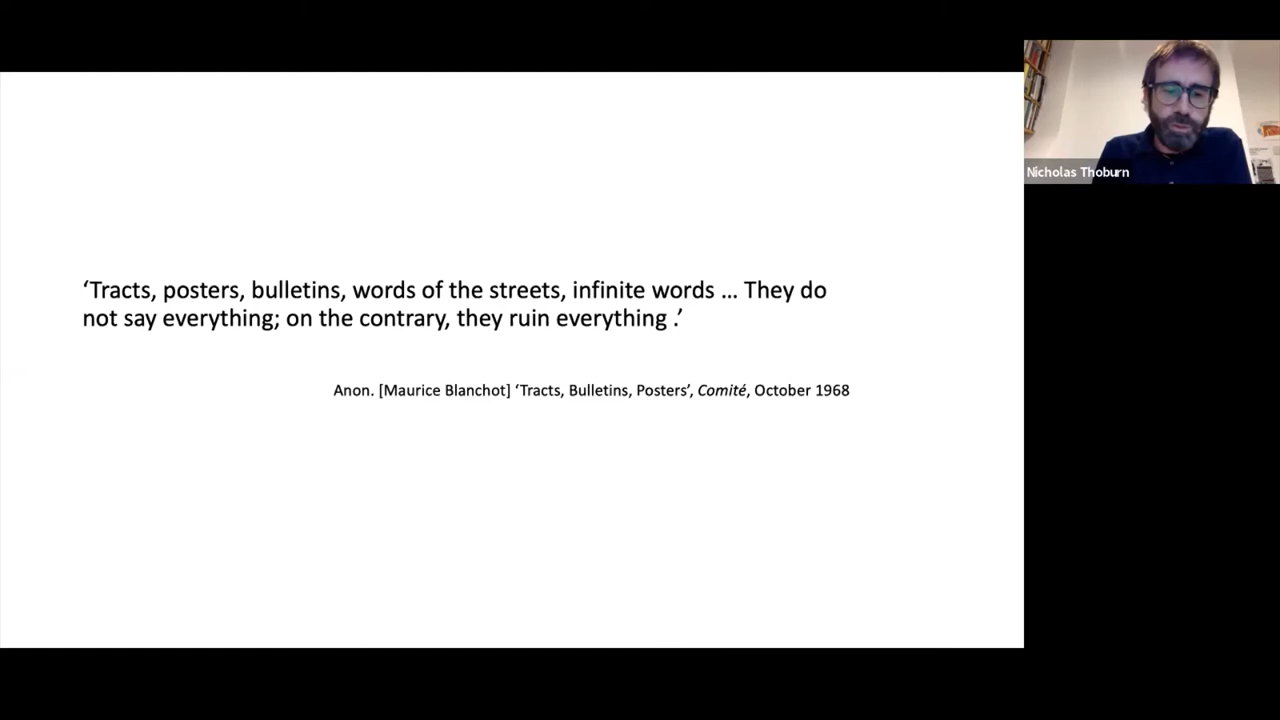 ‘Tracts, posters, bulletins, words of the streets, infinite words … They do
not say everything; on the contrary, they ruin everything .’
Anon. [Maurice Blanchot] ‘Tracts, Bulletins, Posters’, Comité, October 1968
Nicholas Thoburn